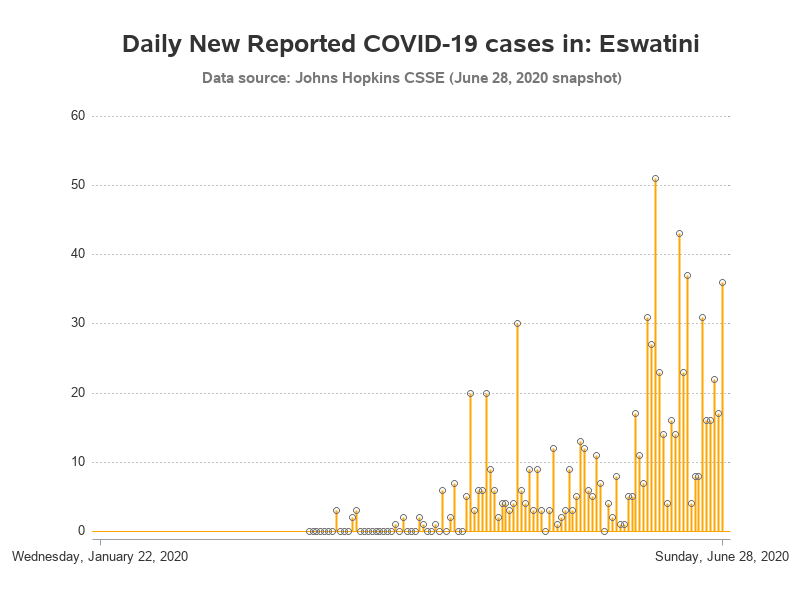 Daily New Reported COVID-19 cases in: Eswatini
Data source: Johns Hopkins CSSE (June 28, 2020 snapshot)
60
50
40
30
20
10
0
Wednesday, January 22, 2020
Sunday, June 28, 2020